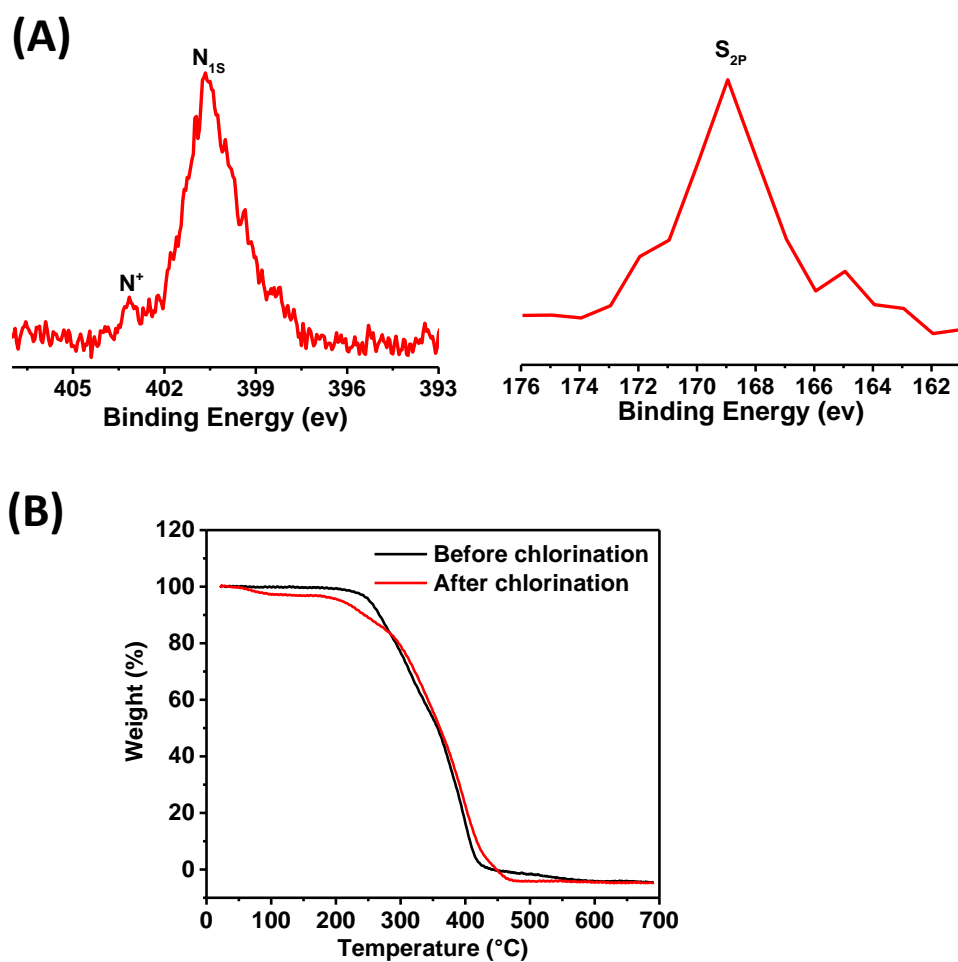 (A)
N1S
N+
405 402 399 396 393
Binding Energy (ev)
S2P
176 174 172 170 168 166 164 162
Binding Energy (ev)
(B)
120
100
80
60
40
20
0
Weight (%)
Before chlorination
After chlorination
0 100 200 300 400 500 600 700
Temperature (°C)